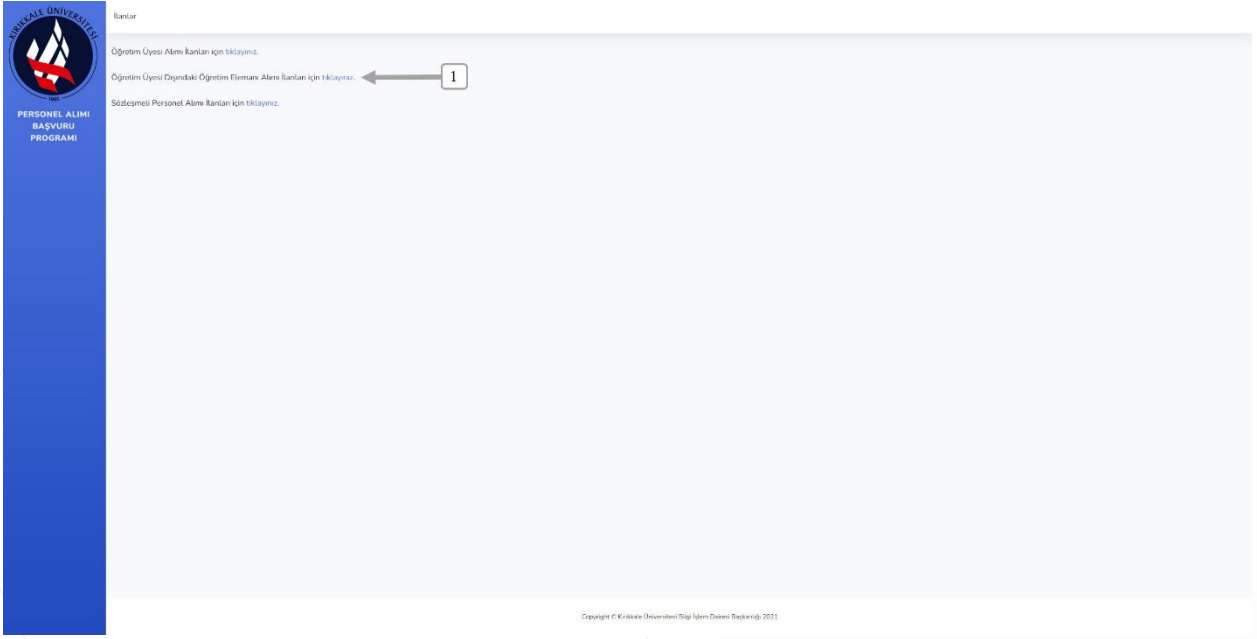 KIRIKKALE ÜNİVERSİTESİ
1992
PERSONEL ALIMI
BAŞVURU
PROGRAMI
İlanlar
Öğretim Üyesi Alımı İlanları için tıklayınız.
Öğretim Üyesi Dışındaki Öğretim Elemanı Alımı İlanları için tıklayınız.
1
Sözleşmeli Personel Alımı İlanları için tıklayınız.
Copyright © Kırıkkale Üniversitesi Bilgi İşlem Dairesi Başkanlığı 2021